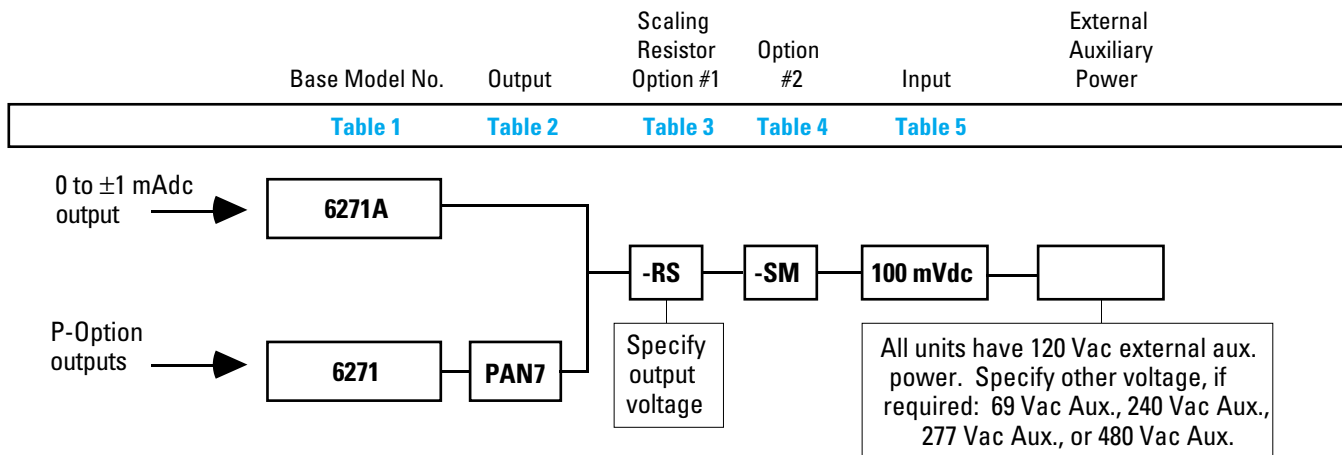 Scaling
Resistor
Option #1
Option
#2
External
Auxiliary
Power
Base Model No.
Output
Input
Table 1
Table 2
Table 3
Table 4
Table 5
0 to ±1 mAdc
output
6271A
-RS
-SM
100 mVdc
P-Option
outputs
6271
PAN7
Specify
output
voltage
All units have 120 Vac external aux.
power. Specify other voltage, if
required: 69 Vac Aux., 240 Vac Aux.,
277 Vac Aux., or 480 Vac Aux.